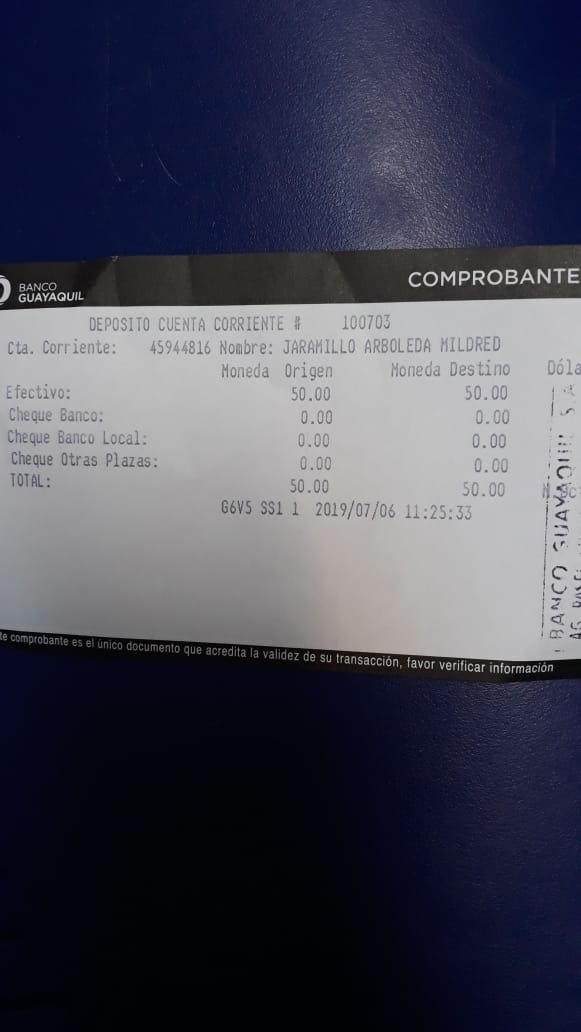 BANCO
GUAYAQUIL
COMPROBANTE
DEPOSITO CUENTA CORRIENTE # 100703
Cta. Corriente: 45944816 Nombre: JARAMILLO ARBOLEDA MILDRED
Moneda Origen Moneda Destino Dóla
Efectivo: 50.00 50.00
Cheque Banco: 0.00 0.00
Cheque Banco Local: 0.00 0.00
Cheque Otras Plazas: 0.00 0.00
TOTAL: 50.00 50.00
G6V5 SS1 1 2019/07/06 11:25:33
BANCO GUAYAQUIL S.A
AG.
te comprobante es el único documento que acredita la validez de su transacción, favor verificar información